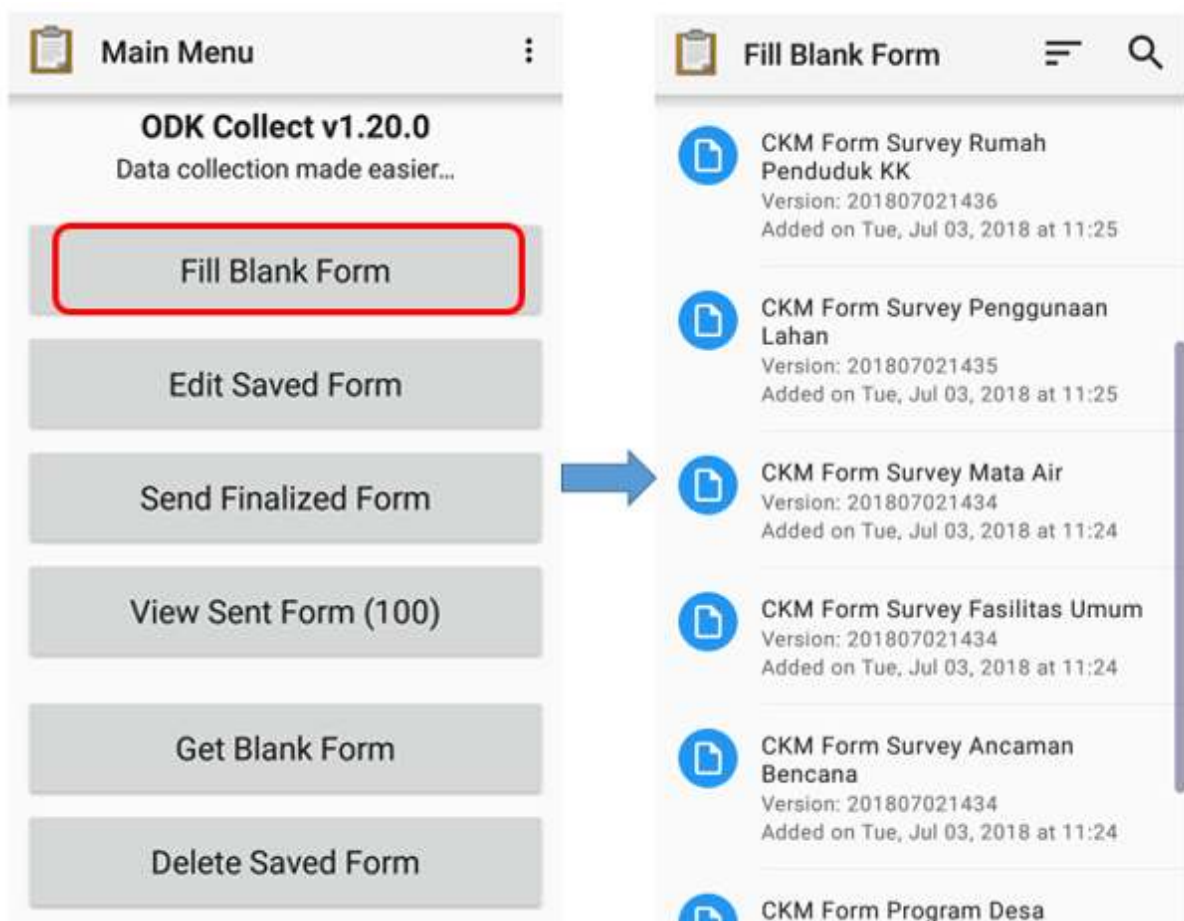 Main Menu
ODK Collect v1.20.0
Data collection made easier...
Fill Blank Form
Edit Saved Form
Send Finalized Form
View Sent Form (100)
Get Blank Form
Delete Saved Form
Fill Blank Form
CKM Form Survey Rumah
Penduduk KK
Version: 201807021436
Added on Tue, Jul 03, 2018 at 11:25
CKM Form Survey Penggunaan
Lahan
Version: 201807021435
Added on Tue, Jul 03, 2018 at 11:25
CKM Form Survey Mata Air
Version: 201807021434
Added on Tue, Jul 03, 2018 at 11:24
CKM Form Survey Fasilitas Umum
Version: 201807021434
Added on Tue, Jul 03, 2018 at 11:24
CKM Form Survey Ancaman
Bencana
Version: 201807021434
Added on Tue, Jul 03, 2018 at 11:24
CKM Form Program Desa